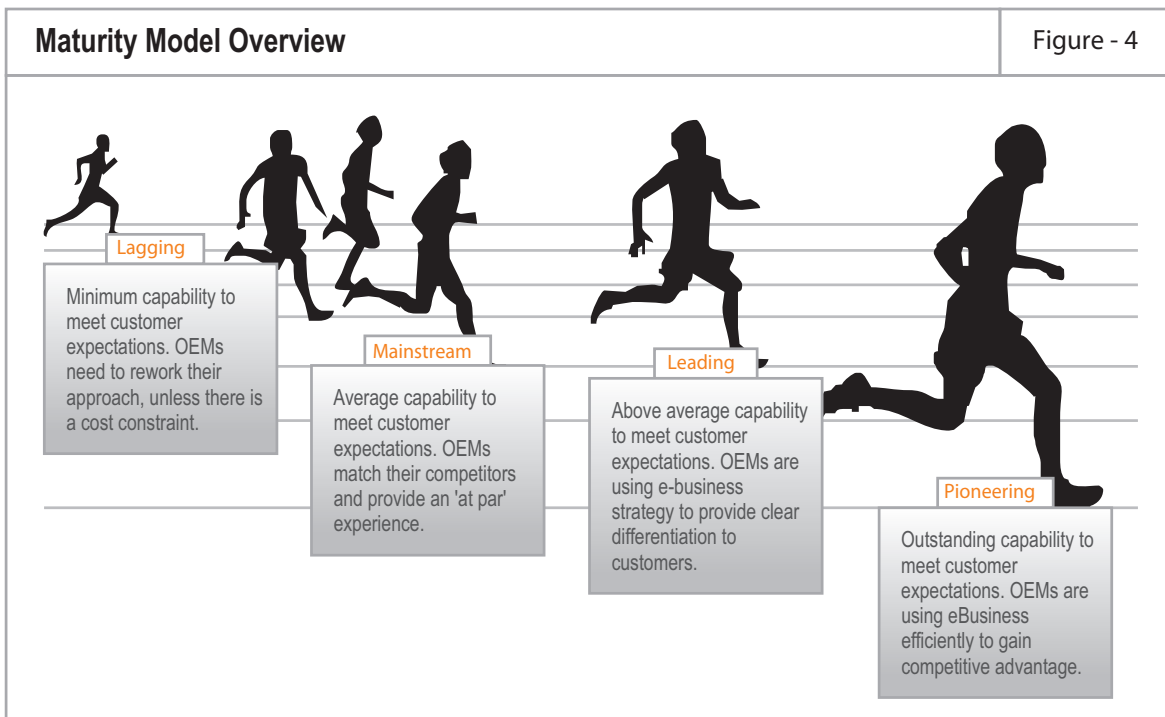 Maturity Model Overview
Figure - 4
Lagging
Minimum capability to
meet customer
expectations. OEMs
need to rework their
approach, unless there is
a cost constraint.
Mainstream
Average capability to
meet customer
expectations. OEMs
match their competitors
and provide an 'at par'
experience.
Leading
Above average capability
to meet customer
expectations. OEMs are
using e-business
strategy to provide clear
differentiation to
customers.
Pioneering
Outstanding capability to
meet customer
expectations. OEMs are
using eBusiness
efficiently to gain
competitive advantage.